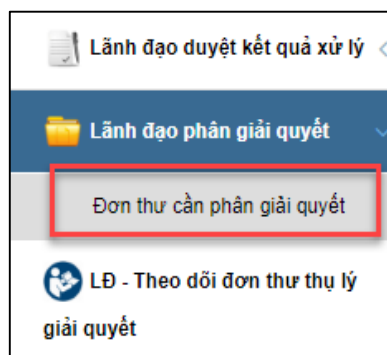 Lãnh đạo duyệt kết quả xử lý
Lãnh đạo phân giải quyết
Đơn thư cần phân giải quyết
LĐ - Theo dõi đơn thư thụ lý
giải quyết